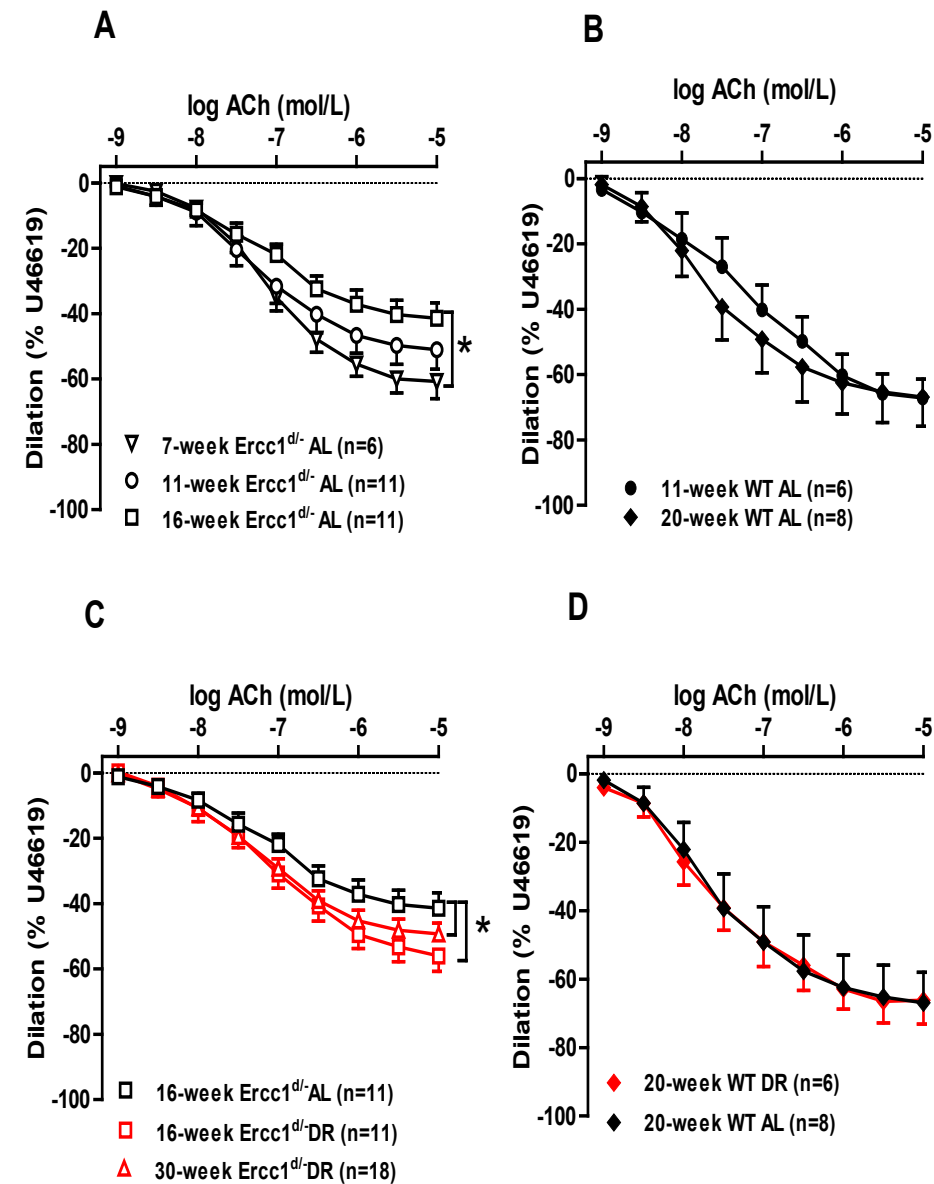 A
log ACh (mol/L)
-9 -8 -7 -6 -5
Dilation (% U46619)
0
-20
-40
-60
-80
-100
*
7-week Ercc1d/- AL (n=6)
11-week Ercc1d/- AL (n=11)
16-week Ercc1d/- AL (n=11)
B
log ACh (mol/L)
-9 -8 -7 -6 -5
Dilation (% U46619)
0
-20
-40
-60
-80
-100
11-week WT AL (n=6)
20-week WT AL (n=8)
C
log ACh (mol/L)
-9 -8 -7 -6 -5
Dilation (% U46619)
0
-20
-40
-60
-80
-100
*
16-week Ercc1d/-AL (n=11)
16-week Ercc1d/-DR (n=11)
30-week Ercc1d/-DR (n=18)
D
log ACh (mol/L)
-9 -8 -7 -6 -5
Dilation (% U46619)
0
-20
-40
-60
-80
-100
20-week WT DR (n=6)
20-week WT AL (n=8)